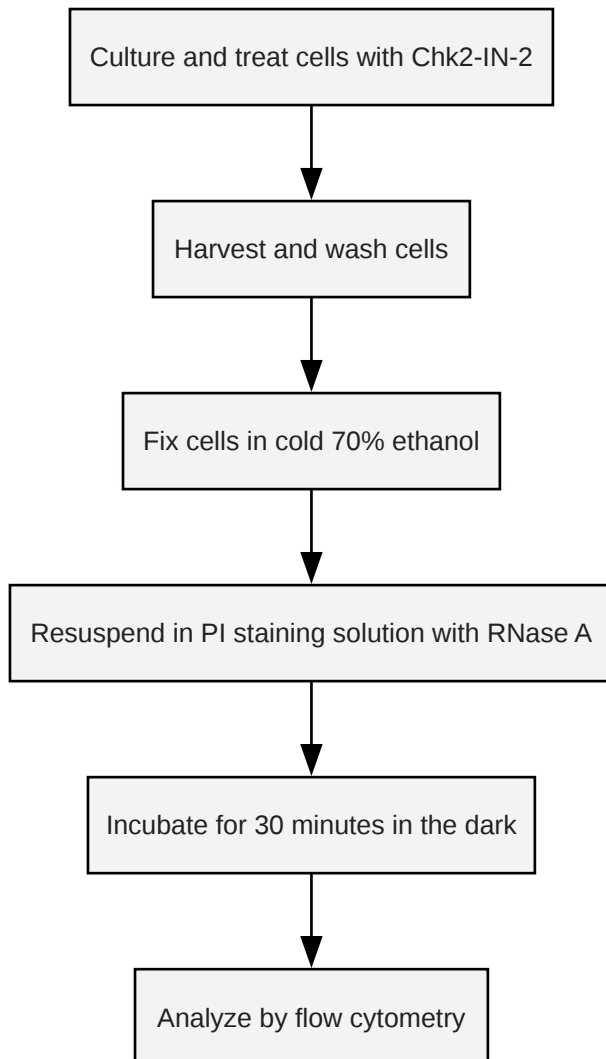 Culture and treat cells with Chk2-IN-2
Harvest and wash cells
Fix cells in cold 70% ethanol
Resuspend in PI staining solution with RNase A
Incubate for 30 minutes in the dark
Analyze by flow cytometry